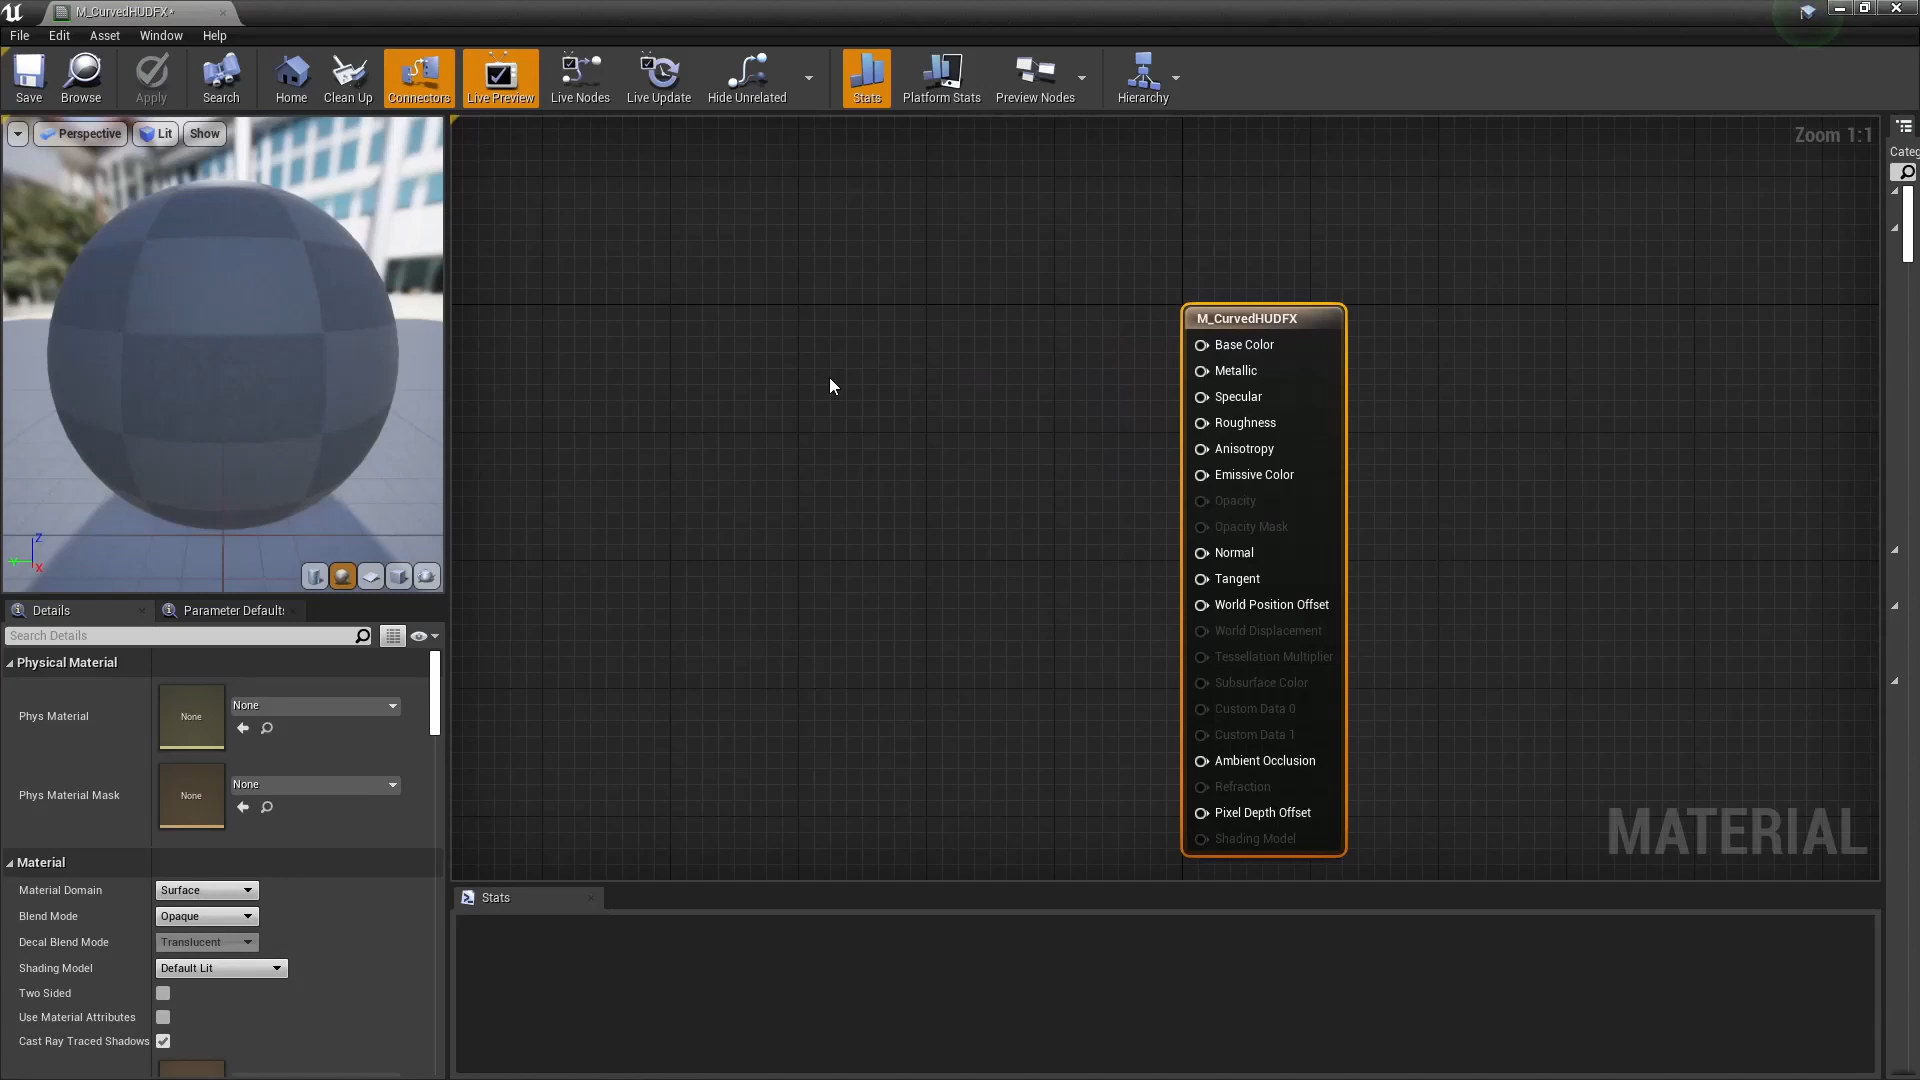 M_CurvedHUDFX*
File Edit Asset Window Help
Save Browse Apply Search Home Clean Up Connectors Live Preview Live Nodes Live Update Hide Unrelated Stats Platform Stats Preview Nodes Hierarchy
Perspective Lit Show
Zoom 1:1
Categ
M_CurvedHUDFX
Base Color
Metallic
Specular
Roughness
Anisotropy
Emissive Color
Opacity
Opacity Mask
Normal
Tangent
World Position Offset
World Displacement
Tessellation Multiplier
Subsurface Color
Custom Data 0
Custom Data 1
Ambient Occlusion
Refraction
Pixel Depth Offset
Shading Model
MATERIAL
Z
Y
X
Details Parameter Defaults
Search Details
Physical Material
Phys Material None None
Phys Material Mask None None
Material
Material Domain Surface
Blend Mode Opaque
Decal Blend Mode Translucent
Shading Model Default Lit
Two Sided
Use Material Attributes
Cast Ray Traced Shadows
Stats